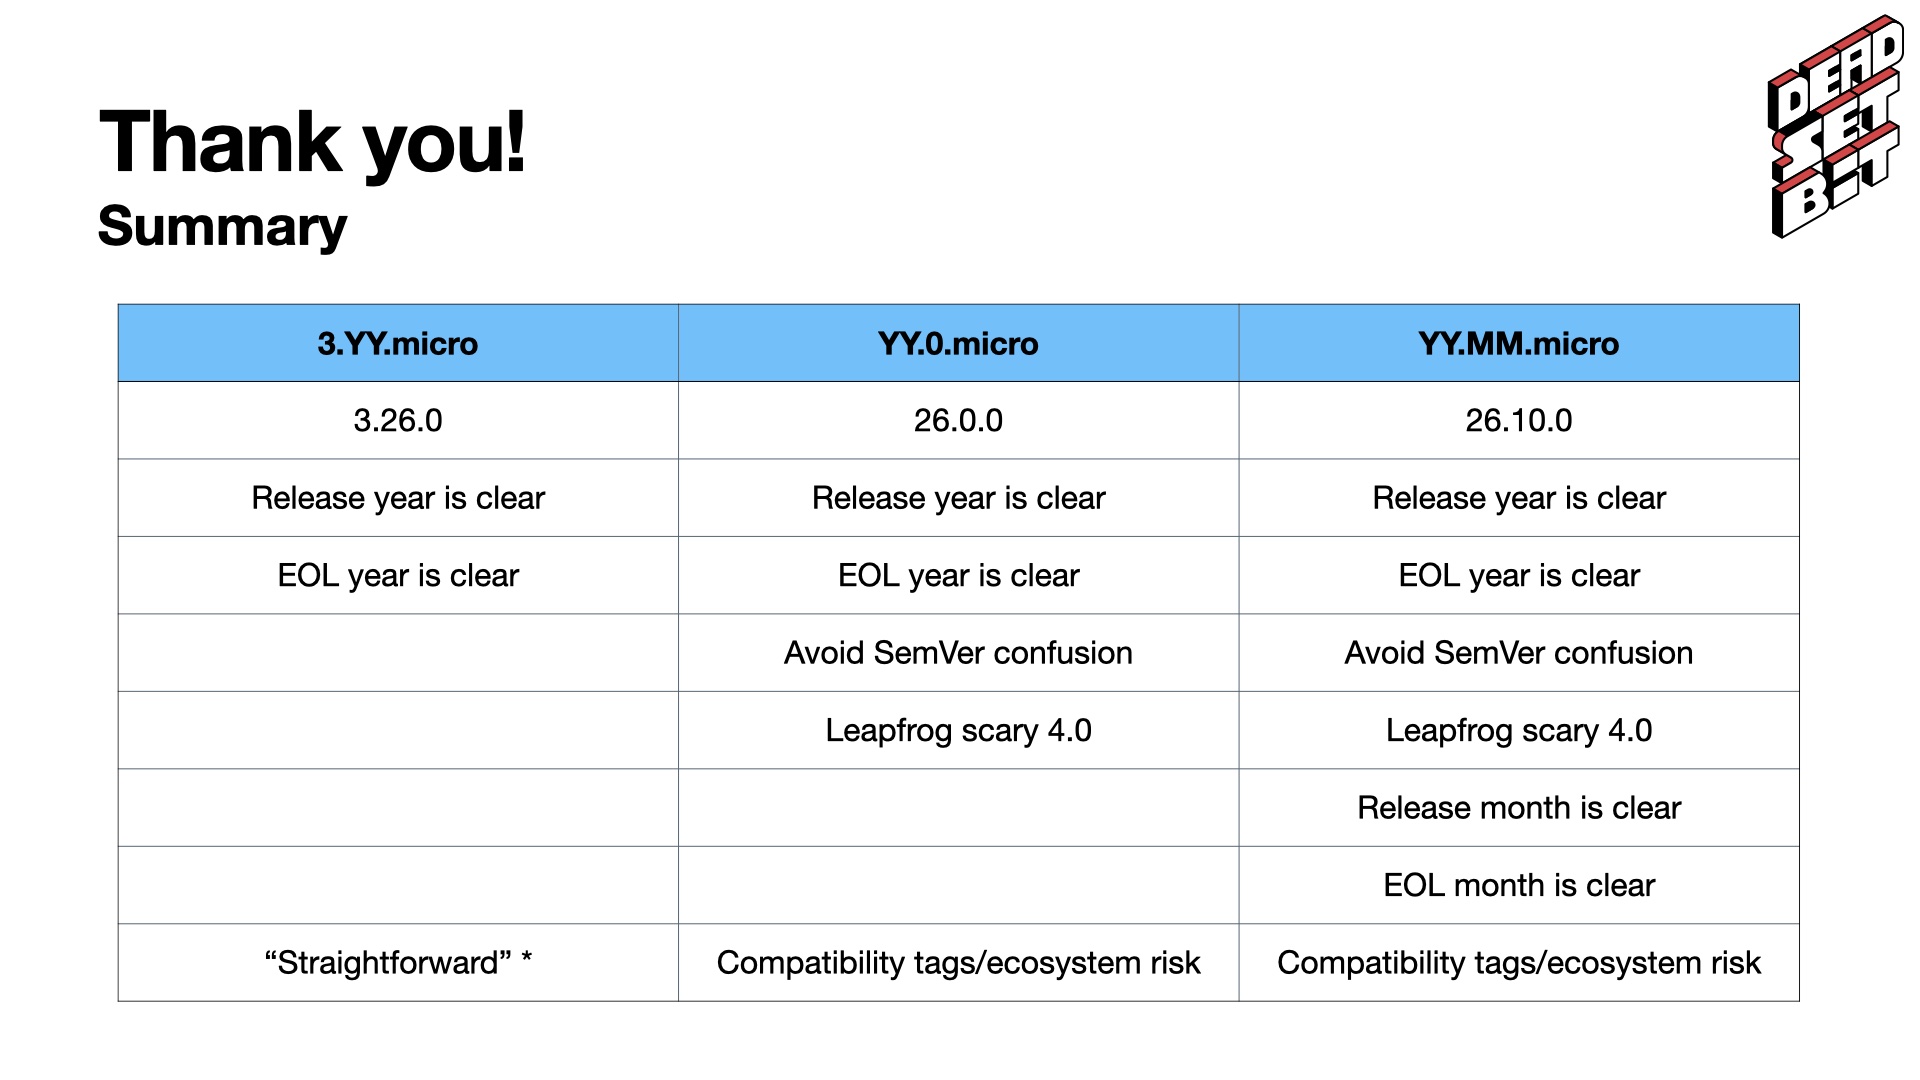 Thank you!
Summary
DEAD
SET
BIT
3.YY.micro YY.0.micro YY.MM.micro
3.26.0 26.0.0 26.10.0
Release year is clear Release year is clear Release year is clear
EOL year is clear EOL year is clear EOL year is clear
Avoid SemVer confusion Avoid SemVer confusion
Leapfrog scary 4.0 Leapfrog scary 4.0
Release month is clear
EOL month is clear
“Straightforward” * Compatibility tags/ecosystem risk Compatibility tags/ecosystem risk